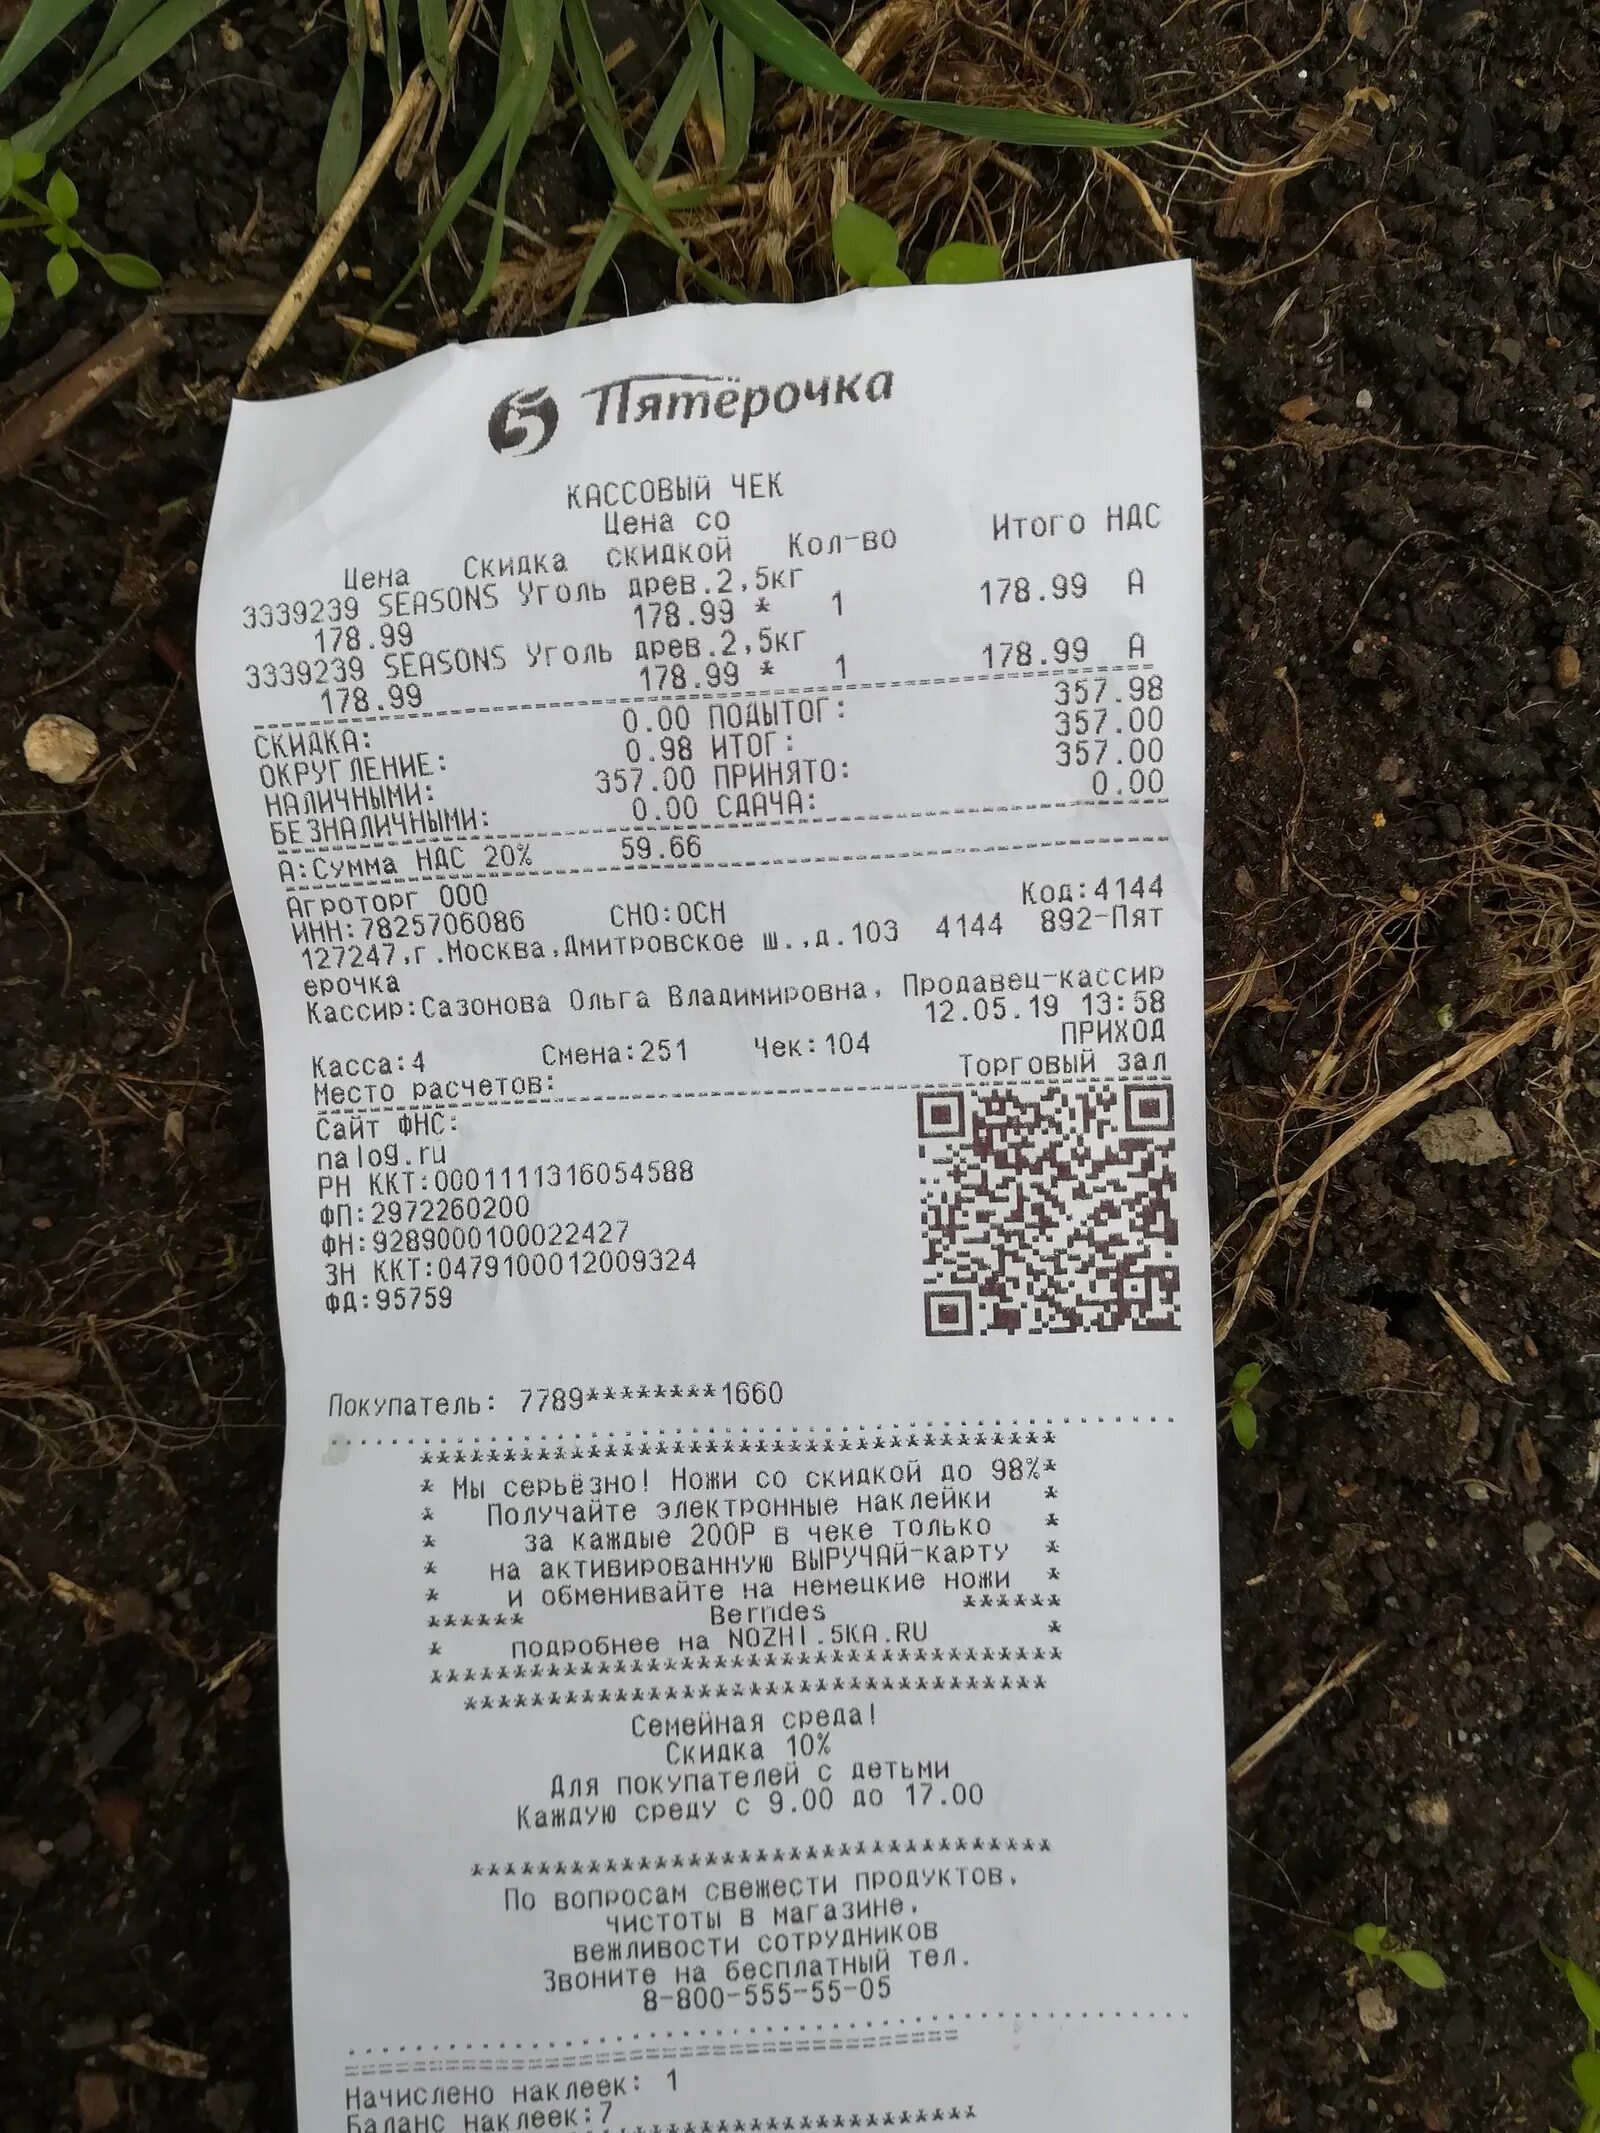 5 Пятёрочка
КАССОВЫЙ ЧЕК
Цена со
Цена Скидка скидкой Кол-во Итого НДС
3339239 SEASONS Уголь древ.2,5кг
178.99 178.99 * 1 178.99 А
3339239 SEASONS Уголь древ.2,5кг
178.99 178.99 * 1 178.99 А
СКИДКА: 0.00 ПОДЫТОГ: 357.98
ОКРУГЛЕНИЕ: 0.98 ИТОГ: 357.00
НАЛИЧНЫМИ: 357.00 ПРИНЯТО: 357.00
БЕЗНАЛИЧНЫМИ: 0.00 СДАЧА: 0.00
А:Сумма НДС 20% 59.66
Агроторг ООО Код:4144
ИНН:7825706086 СНО:ОСН
127247,г.Москва,Дмитровское ш.,д.103 4144 892-Пят
ерочка
Кассир:Сазонова Ольга Владимировна, Продавец-кассир
12.05.19 13:58
Касса:4 Смена:251 Чек:104 ПРИХОД
Место расчетов: Торговый зал
Сайт ФНС:
nalog.ru
РН ККТ:0001111316054588
ФП:2972260200
ФН:9289000100022427
ЗН ККТ:0479100012009324
ФД:95759
Покупатель: 7789********1660
* Мы серьёзно! Ножи со скидкой до 98%*
* Получайте электронные наклейки *
* за каждые 200Р в чеке только *
* на активированную ВЫРУЧАЙ-карту *
* и обменивайте на немецкие ножи *
****** Berndes ******
* подробнее на NOZHI.5KA.RU *
Семейная среда!
Скидка 10%
Для покупателей с детьми
Каждую среду с 9.00 до 17.00
По вопросам свежести продуктов,
чистоты в магазине,
вежливости сотрудников
Звоните на бесплатный тел.
8-800-555-55-05
Начислено наклеек: 1
Баланс наклеек:7